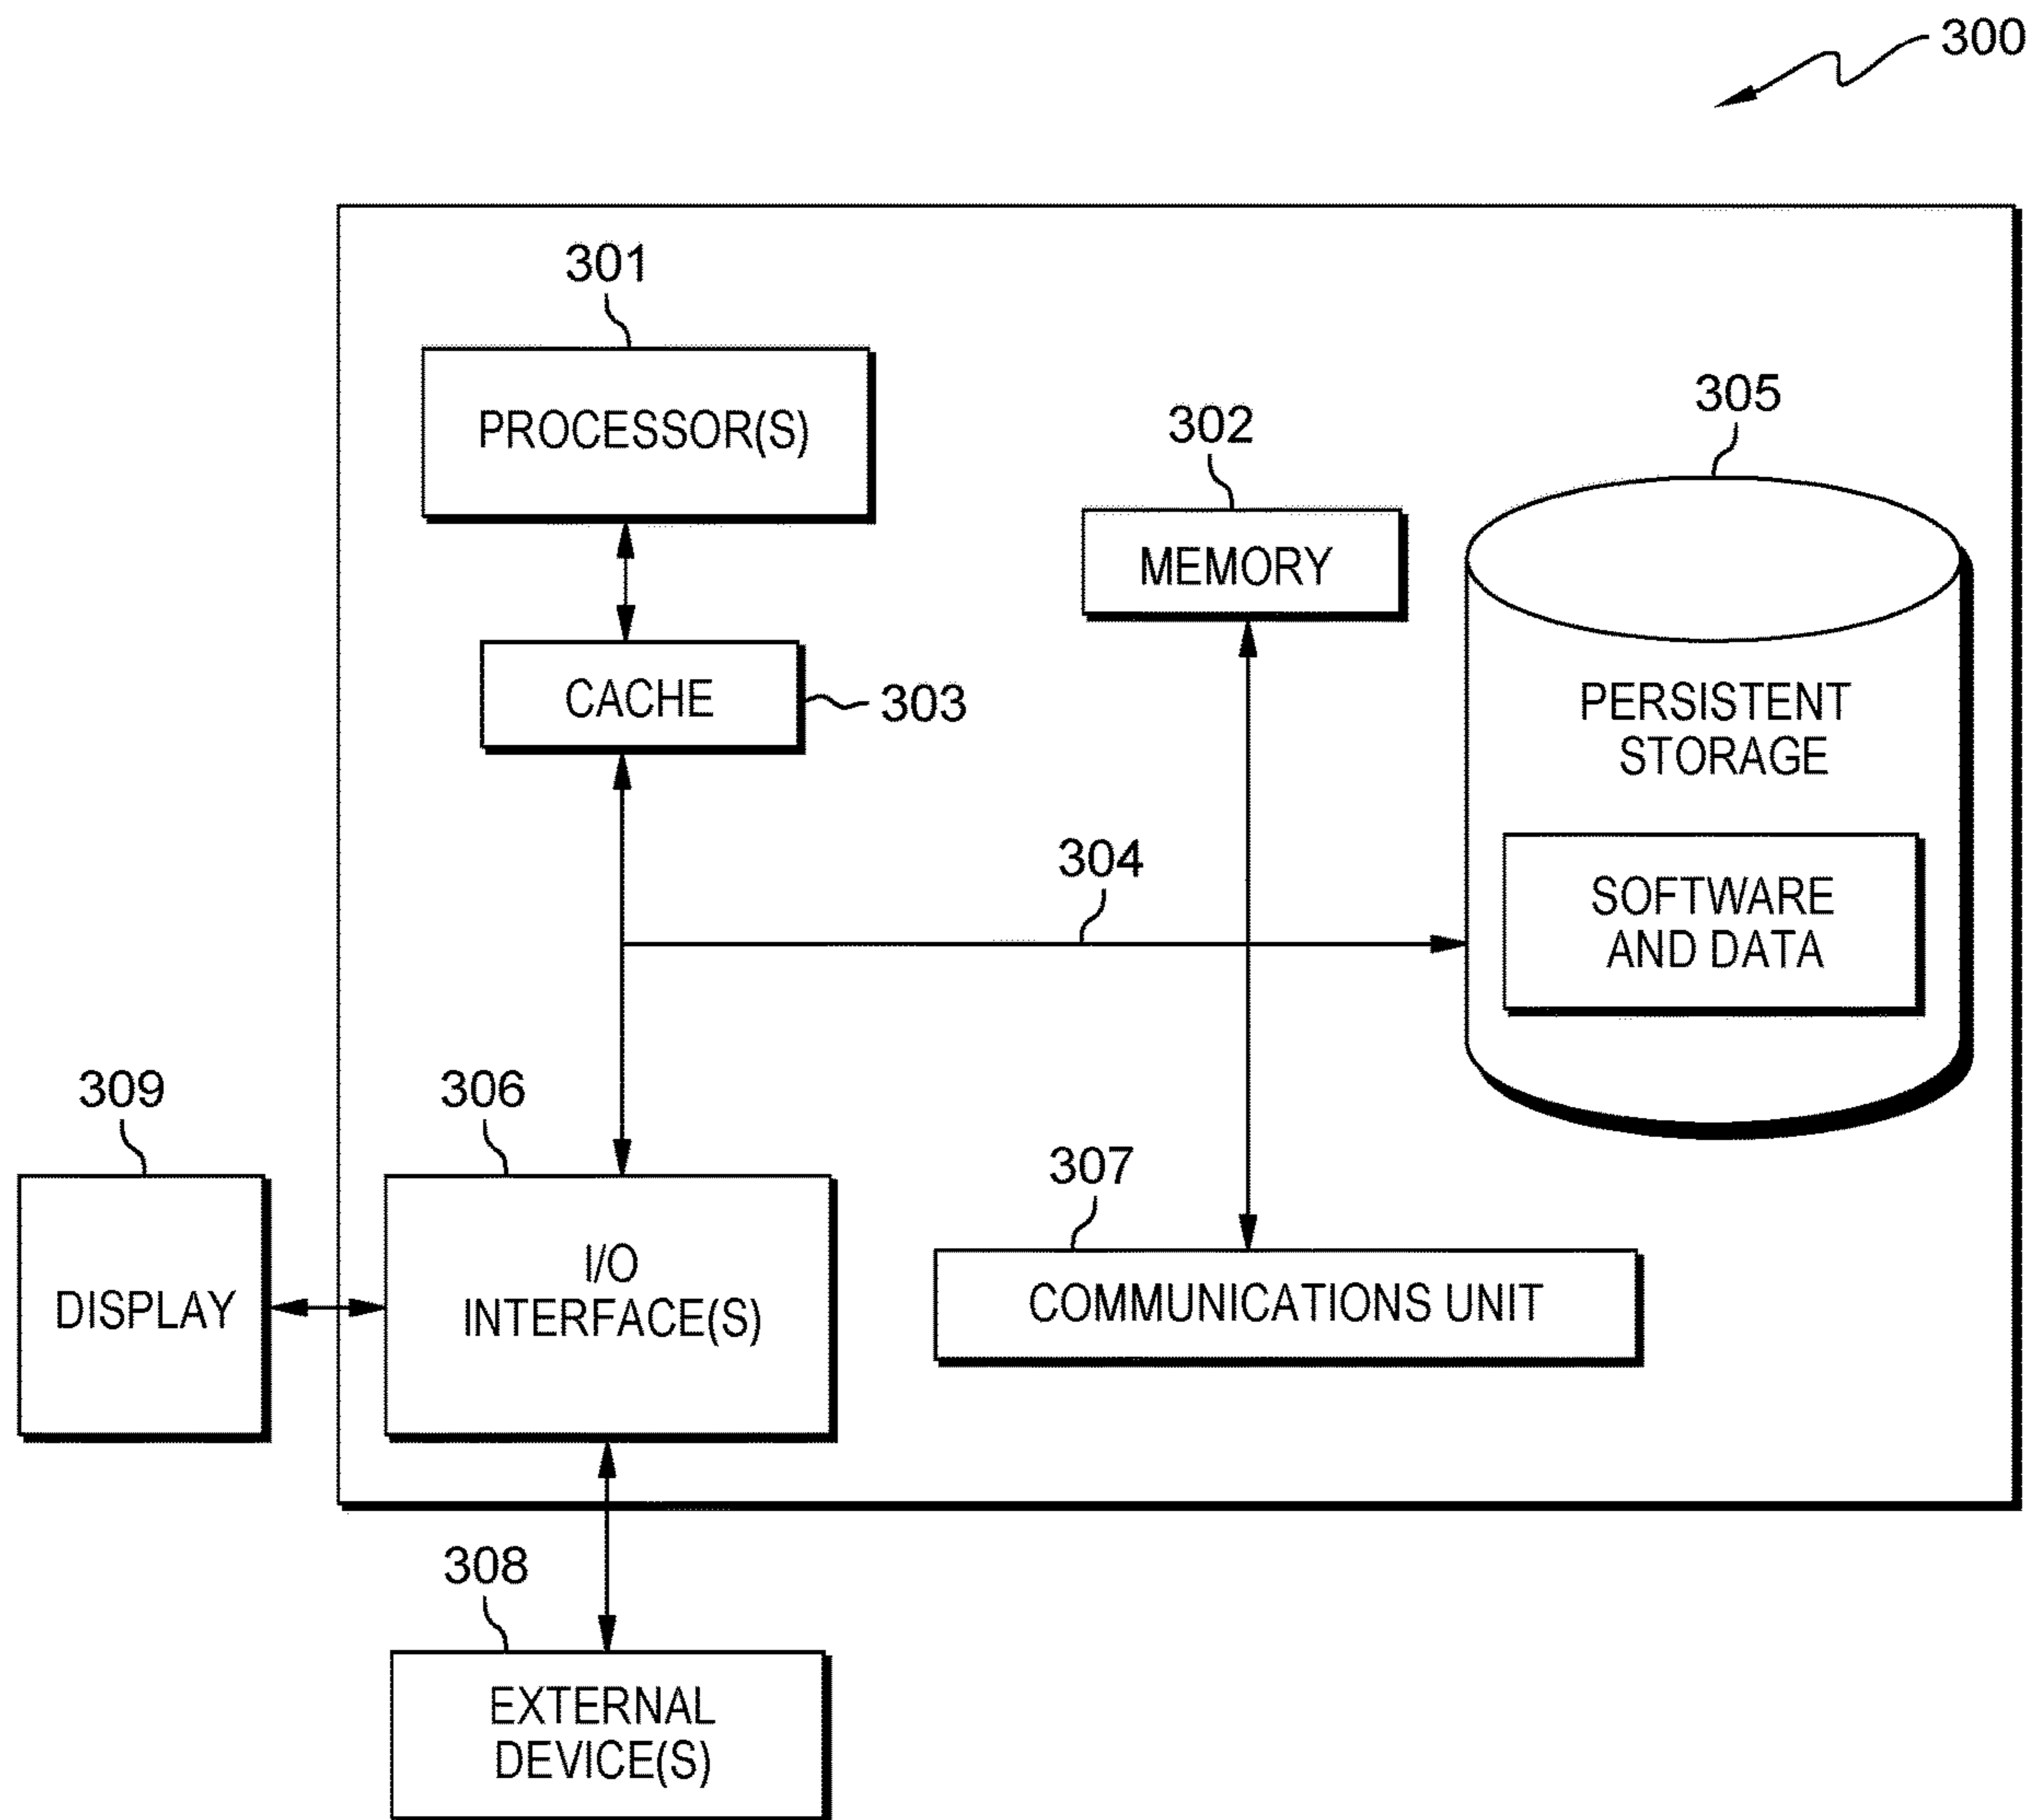 300
301
PROCESSOR(S)
302
MEMORY
305
CACHE
303
PERSISTENT
STORAGE
304
SOFTWARE
AND DATA
309
DISPLAY
306
I/O
INTERFACE(S)
307
COMMUNICATIONS UNIT
308
EXTERNAL
DEVICE(S)